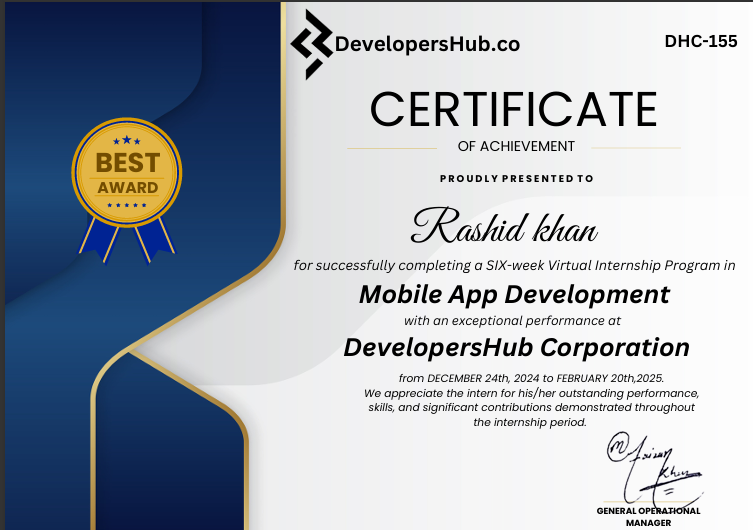 DevelopersHub.co
DHC-155
CERTIFICATE
OF ACHIEVEMENT
PROUDLY PRESENTED TO
BEST
AWARD
Rashid khan
for successfully completing a SIX-week Virtual Internship Program in
Mobile App Development
with an exceptional performance at
DevelopersHub Corporation
from DECEMBER 24th, 2024 to FEBRUARY 20th,2025.
We appreciate the intern for his/her outstanding performance,
skills, and significant contributions demonstrated throughout
the internship period.
Khan
GENERAL OPERATIONAL
MANAGER